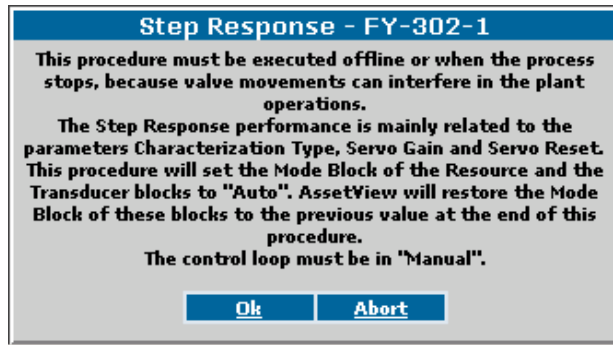 Step Response - FY-302-1
This procedure must be executed offline or when the process
stops, because valve movements can interfere in the plant
operations.
The Step Response performance is mainly related to the
parameters Characterization Type, Servo Gain and Servo Reset.
This procedure will set the Mode Block of the Resource and the
Transducer blocks to "Auto". AssetView will restore the Mode
Block of these blocks to the previous value at the end of this
procedure.
The control loop must be in "Manual".
Ok Abort